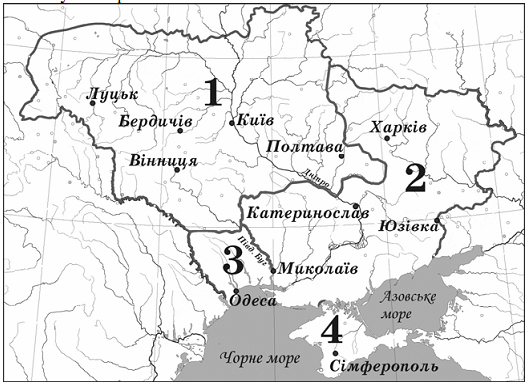 1
Луцьк
Бердичів
Київ
Харків
Полтава
Вінниця
Дніпро
2
Катеринослав
Юзівка
Півд. Буг
3
Миколаїв
Одеса
Азовське
море
4
Чорне море
Сімферополь